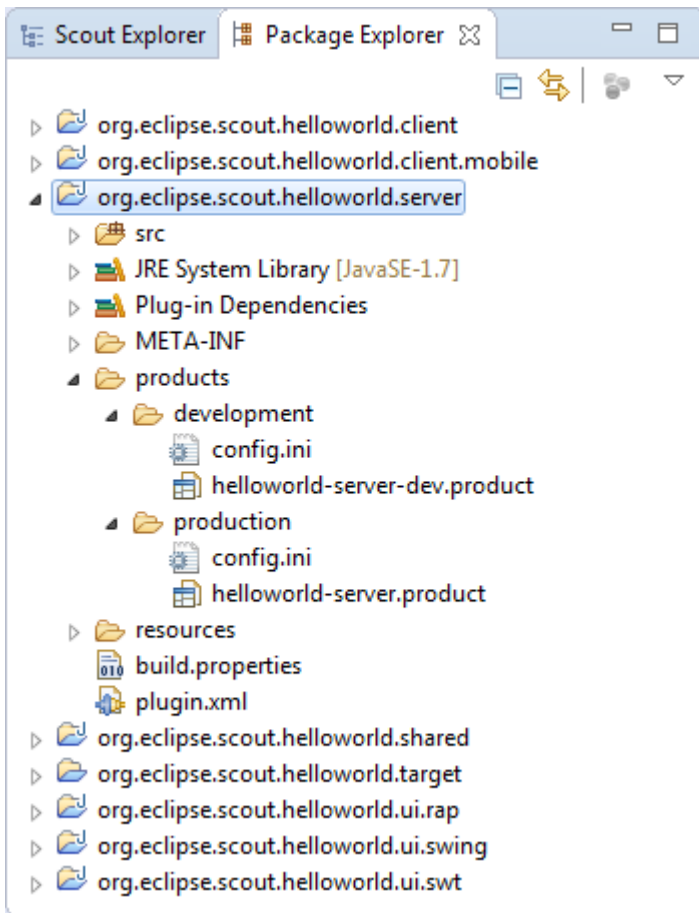 Scout Explorer Package Explorer
org.eclipse.scout.helloworld.client
org.eclipse.scout.helloworld.client.mobile
org.eclipse.scout.helloworld.server
src
JRE System Library [JavaSE-1.7]
Plug-in Dependencies
META-INF
products
development
config.ini
helloworld-server-dev.product
production
config.ini
helloworld-server.product
resources
010 build.properties
plugin.xml
org.eclipse.scout.helloworld.shared
org.eclipse.scout.helloworld.target
org.eclipse.scout.helloworld.ui.rap
org.eclipse.scout.helloworld.ui.swing
org.eclipse.scout.helloworld.ui.swt